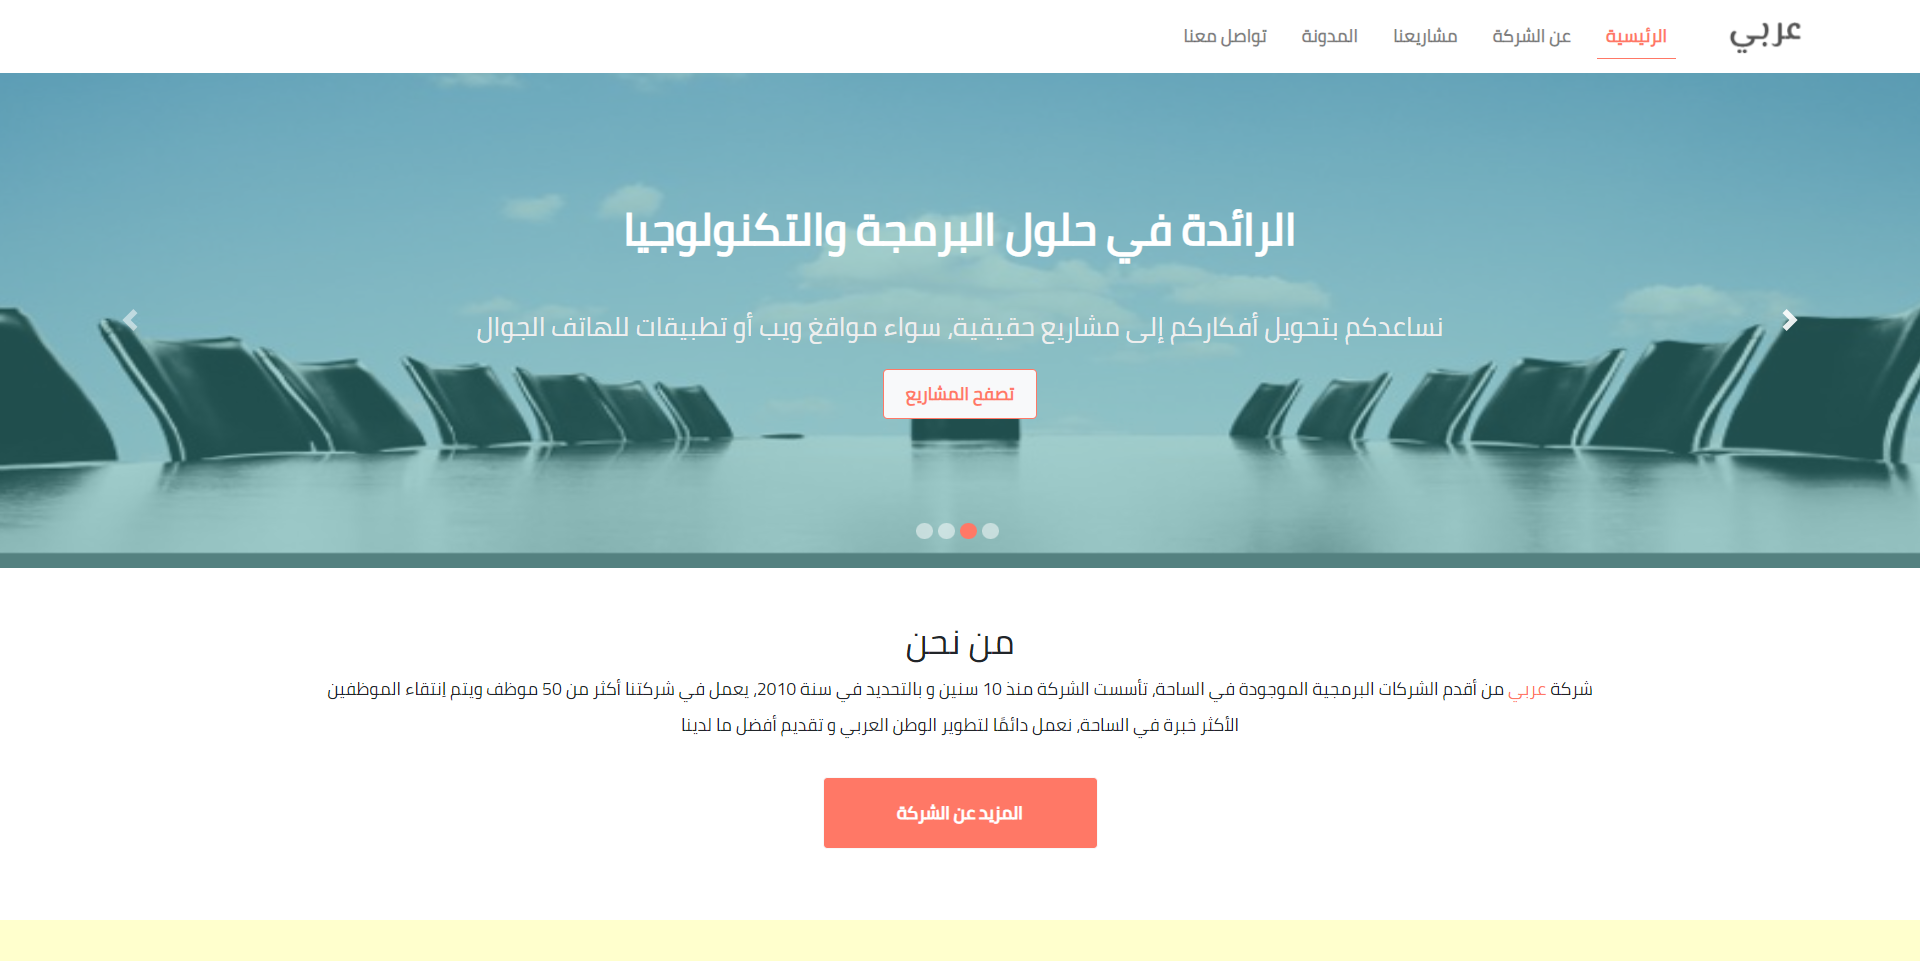 عربي
الرئيسية
عن الشركة
مشاريعنا
المدونة
تواصل معنا
الرائدة في حلول البرمجة والتكنولوجيا
نساعدكم بتحويل أفكاركم إلى مشاريع حقيقية, سواء مواقغ ويب أو تطبيقات للهاتف الجوال
تصفح المشاريع
من نحن
شركة عربي من أقدم الشركات البرمجية الموجودة في الساحة, تأسست الشركة منذ 10 سنين و بالتحديد في سنة 2010, يعمل في شركتنا أكثر من 50 موظف ويتم إنتقاء الموظفين
الأكثر خبرة في الساحة, نعمل دائمًا لتطوير الوطن العربي و تقديم أفضل ما لدينا
المزيد عن الشركة